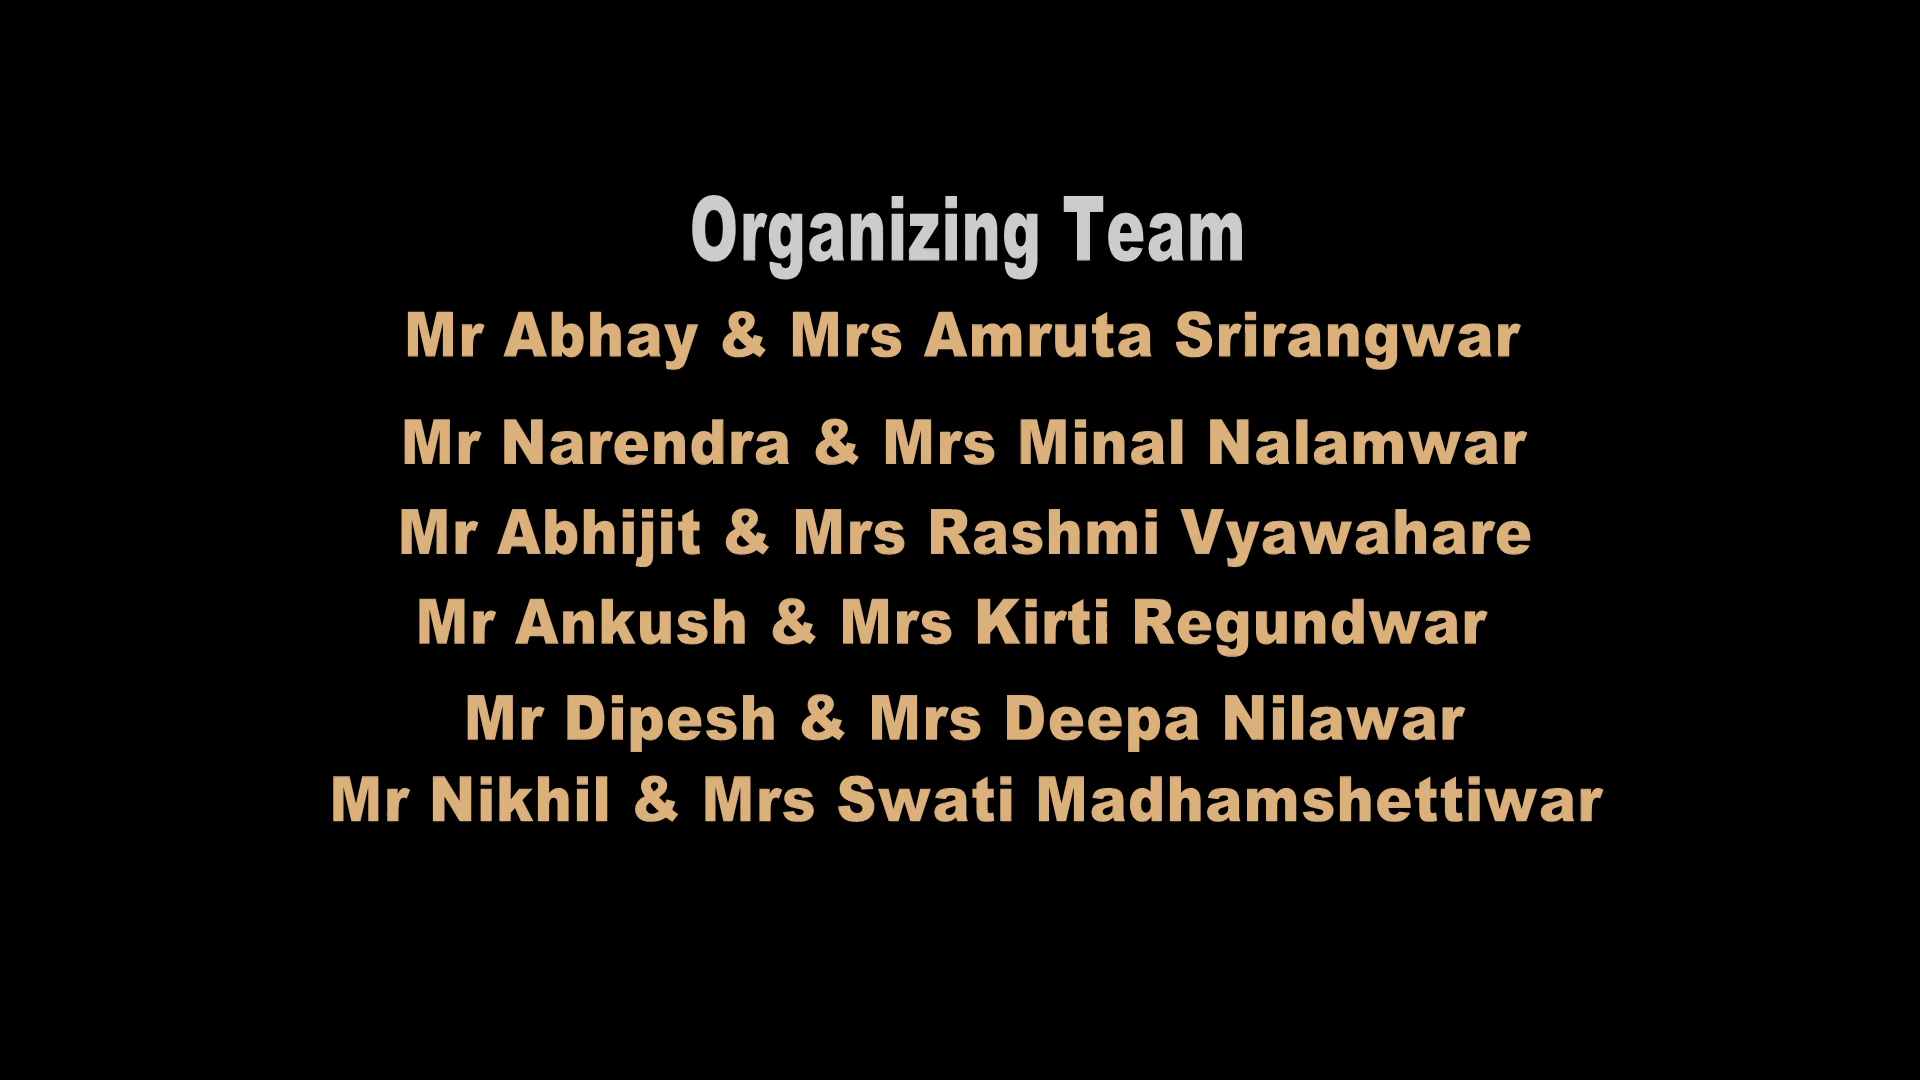 Organizing Team
Mr Abhay & Mrs Amruta Srirangwar
Mr Narendra & Mrs Minal Nalamwar
Mr Abhijit & Mrs Rashmi Vyawahare
Mr Ankush & Mrs Kirti Regundwar
Mr Dipesh & Mrs Deepa Nilawar
Mr Nikhil & Mrs Swati Madhamshettiwar